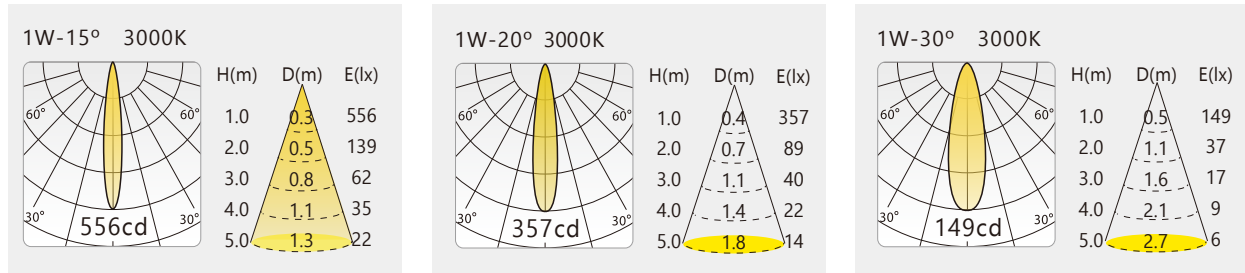 1W-15° 3000K
H(m) D(m) E(lx)
1.0 0.3 556
2.0 0.5 139
3.0 0.8 62
4.0 1.1 35
5.0 1.3 22
60°
60°
30°
30°
556cd
1W-20° 3000K
H(m) D(m) E(lx)
1.0 0.4 357
2.0 0.7 89
3.0 1.1 40
4.0 1.4 22
5.0 1.8 14
60°
60°
30°
30°
357cd
1W-30° 3000K
H(m) D(m) E(lx)
1.0 0.5 149
2.0 1.1 37
3.0 1.6 17
4.0 2.1 9
5.0 2.7 6
60°
60°
30°
30°
149cd